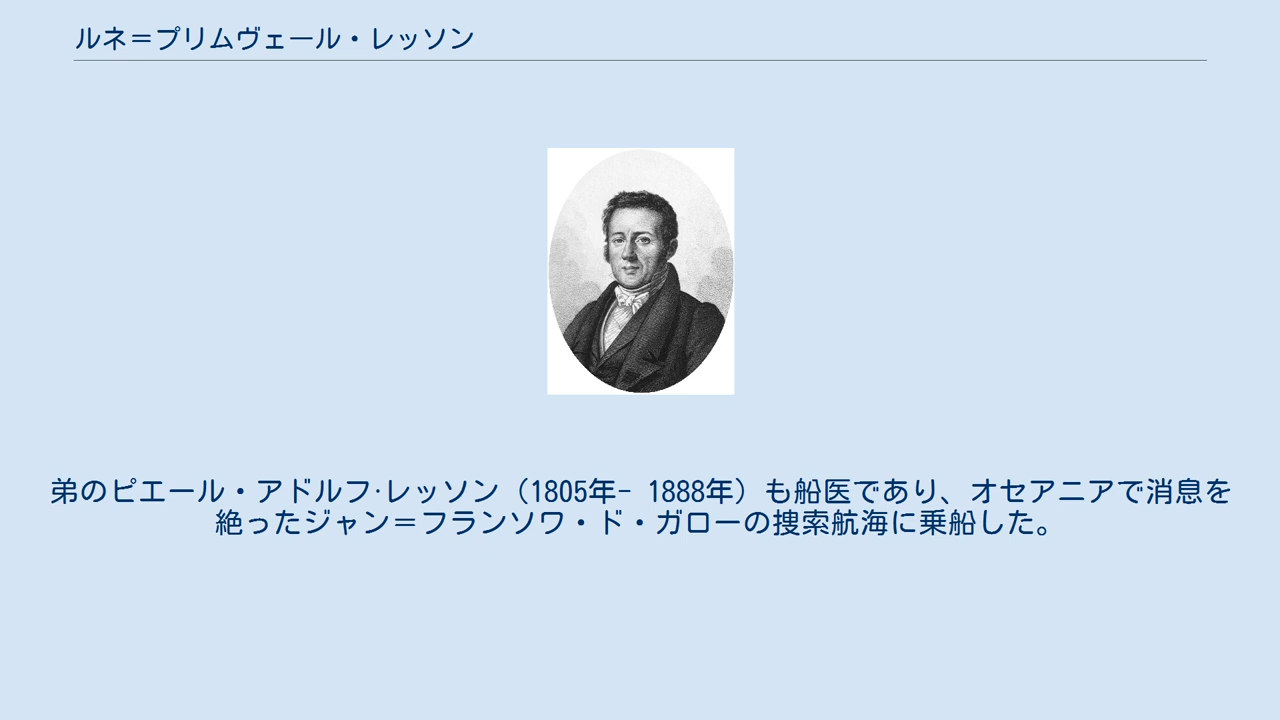 ルネ＝プリムヴェール・レッソン
弟のピエール・アドルフ·レッソン（1805年- 1888年）も船医であり、オセアニアで消息を
絶ったジャン＝フランソワ・ド・ガローの捜索航海に乗船した。